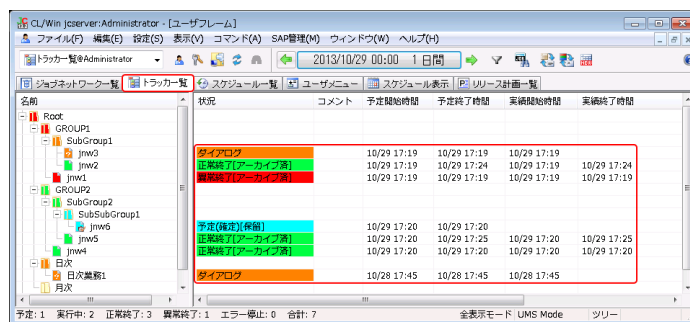 CL/Win jcserver:Administrator - [ユーザフレーム]
ファイル(F) 編集(E) 設定(S) 表示(V) コマンド(A) SAP管理(M) ウィンドウ(W) ヘルプ(H)
トラッカー覧@Administrator 2013/10/29 00:00 1 日間
ジョブネットワーク一覧 トラッカー覧 スケジュール一覧 ユーザメニュー スケジュール表示 リリース計画一覧
名前 状況 コメント 予定開始時間 予定終了時間 実績開始時間 実績終了時間
Root
GROUP1
SubGroup1
jnw3 ダイアログ 10/29 17:19 10/29 17:19 10/29 17:19
jnw2 正常終了[アーカイブ済] 10/29 17:19 10/29 17:24 10/29 17:19 10/29 17:24
jnw1 異常終了[アーカイブ済] 10/29 17:19 10/29 17:19 10/29 17:19 10/29 17:19
GROUP2
SubGroup2
SubSubGroup1
jnw6 予定(確定)[保留] 10/29 17:20 10/29 17:20
jnw5 正常終了[アーカイブ済] 10/29 17:20 10/29 17:25 10/29 17:20 10/29 17:25
jnw4 正常終了[アーカイブ済] 10/29 17:20 10/29 17:20 10/29 17:20 10/29 17:20
日次
日次業務1 ダイアログ 10/28 17:45 10/28 17:45 10/28 17:45
月次
予定: 1 実行中: 2 正常終了: 3 異常終了: 1 エラー停止: 0 合計: 7 全表示モード UMS Mode ツリー